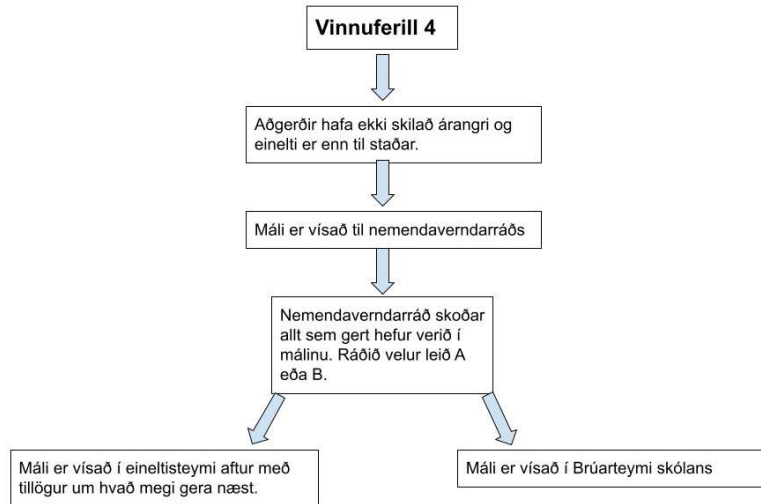 Vinnuferill 4
Aðgerðir hafa ekki skilað árangri og
einelti er enn til staðar.
Máli er vísað til nemendaverndarráðs
Nemendaverndarráð skoðar
allt sem gert hefur verið í
málinu. Ráðið velur leið A
eða B.
Máli er vísað í eineltisteymi aftur með
tillögur um hvað megi gera næst.
Máli er vísað í Brúarteymi skólans